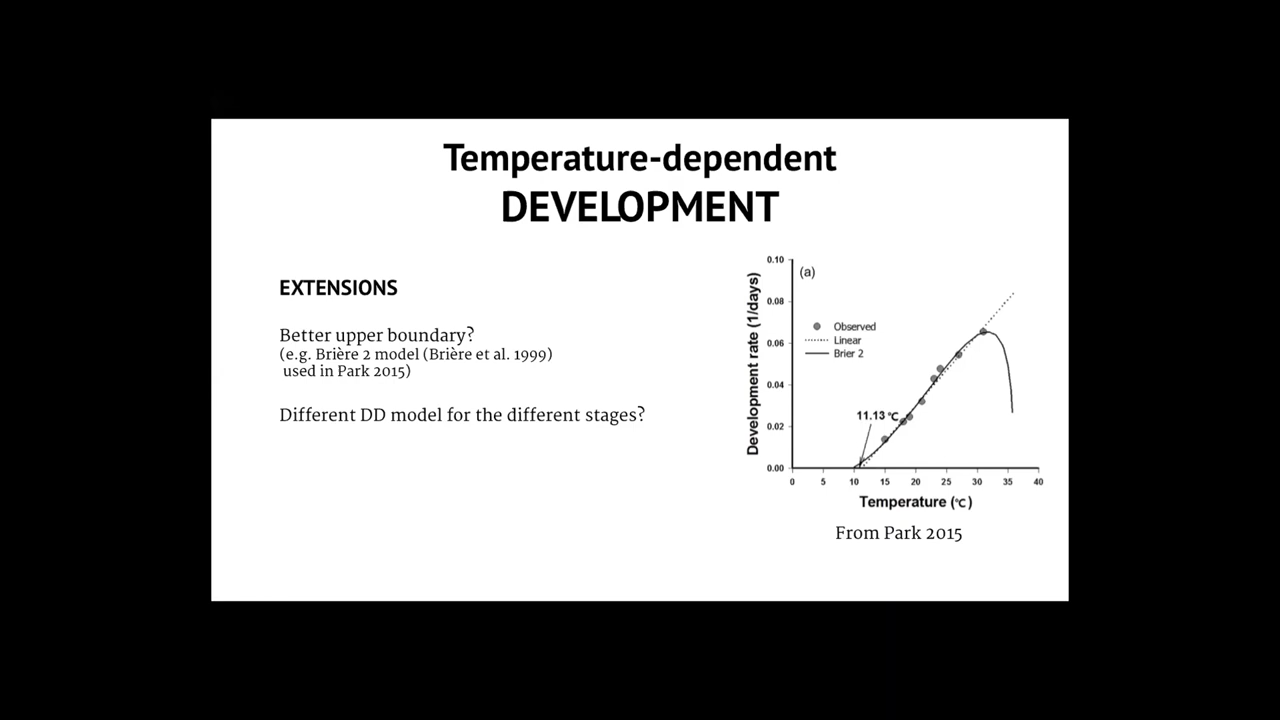 Temperature-dependent
DEVELOPMENT
EXTENSIONS
Better upper boundary?
(e.g. Brière 2 model (Brière et al. 1999)
used in Park 2015)
Different DD model for the different stages?
Development rate (1/days)
0.10
0.08
0.06
0.04
0.02
0.00
(a)
Observed
Linear
Brier 2
11.13 ℃
0 5 10 15 20 25 30 35 40
Temperature (℃)
From Park 2015